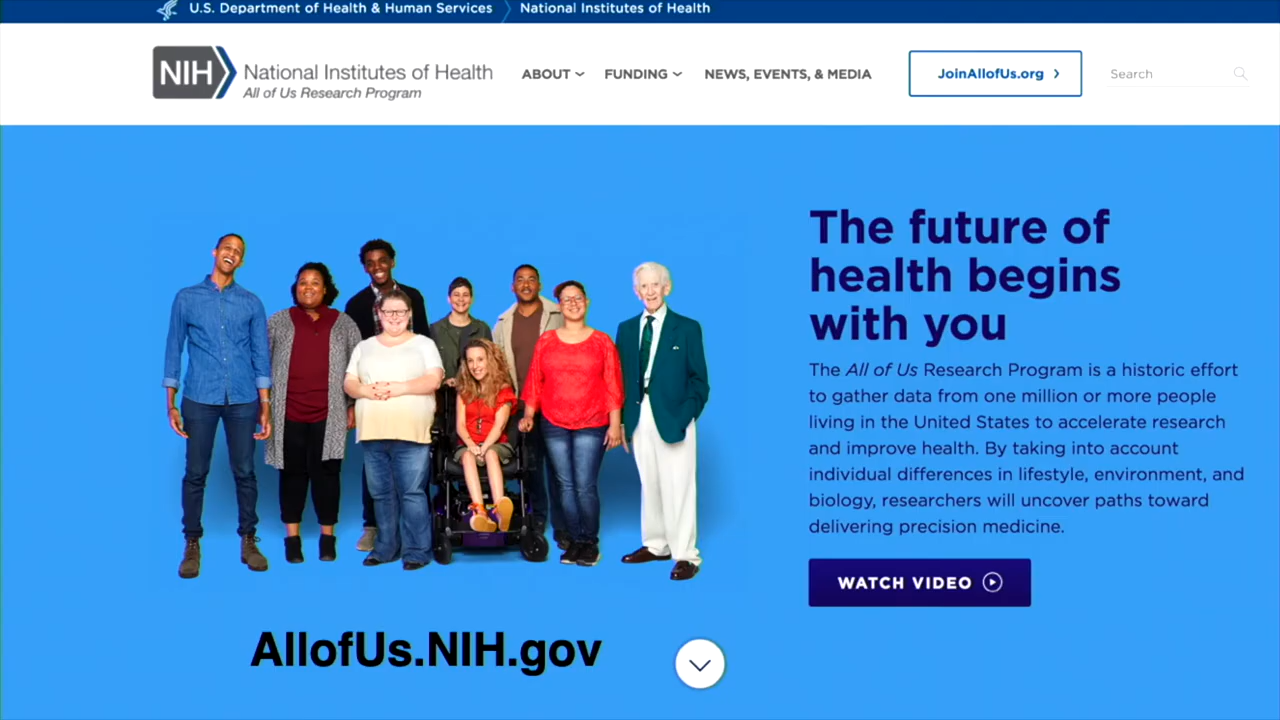 U.S. Department of Health & Human Services National Institutes of Health
NIH National Institutes of Health
All of Us Research Program
ABOUT FUNDING NEWS, EVENTS, & MEDIA
JoinAllofUs.org
Search
The future of
health begins
with you
The All of Us Research Program is a historic effort
to gather data from one million or more people
living in the United States to accelerate research
and improve health. By taking into account
individual differences in lifestyle, environment, and
biology, researchers will uncover paths toward
delivering precision medicine.
WATCH VIDEO
AllofUs.NIH.gov